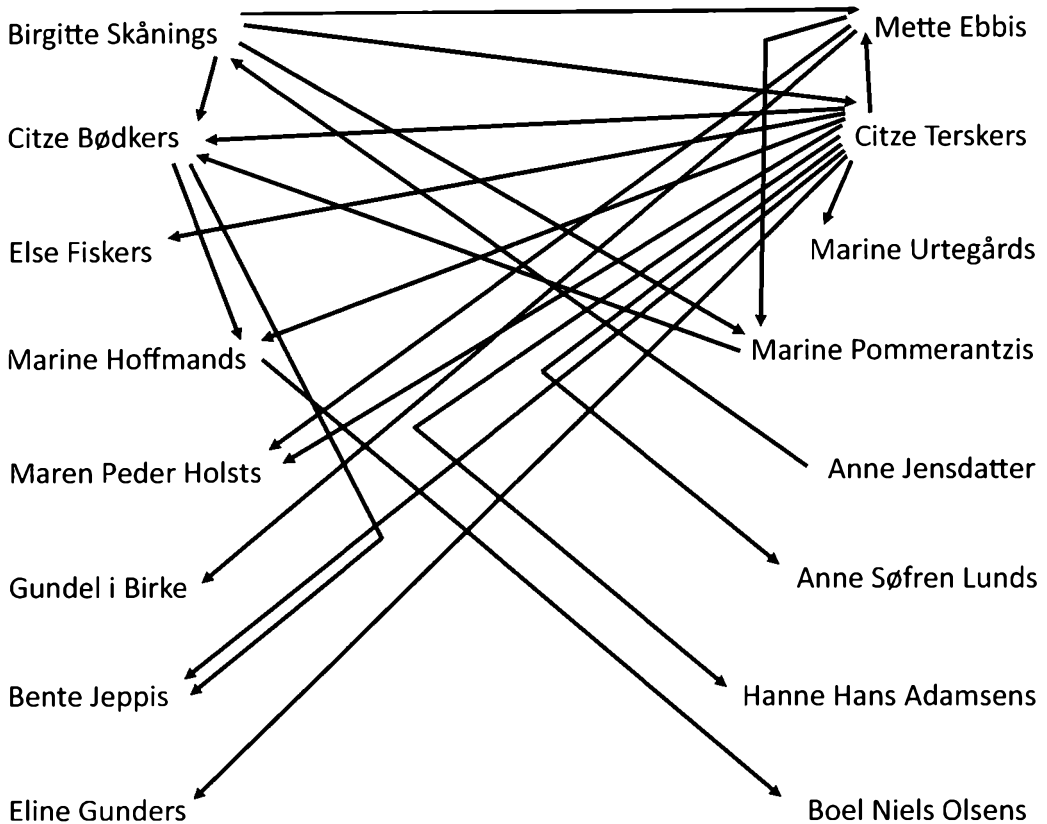 Birgitte Skånings
Mette Ebbis
Citze Bødkers
Citze Terskers
Else Fiskers
Marine Urtegårds
Marine Hoffmands
Marine Pommerantzis
Maren Peder Holsts
Anne Jensdatter
Gundel i Birke
Anne Søfren Lunds
Bente Jeppis
Hanne Hans Adamsens
Eline Gunders
Boel Niels Olsens